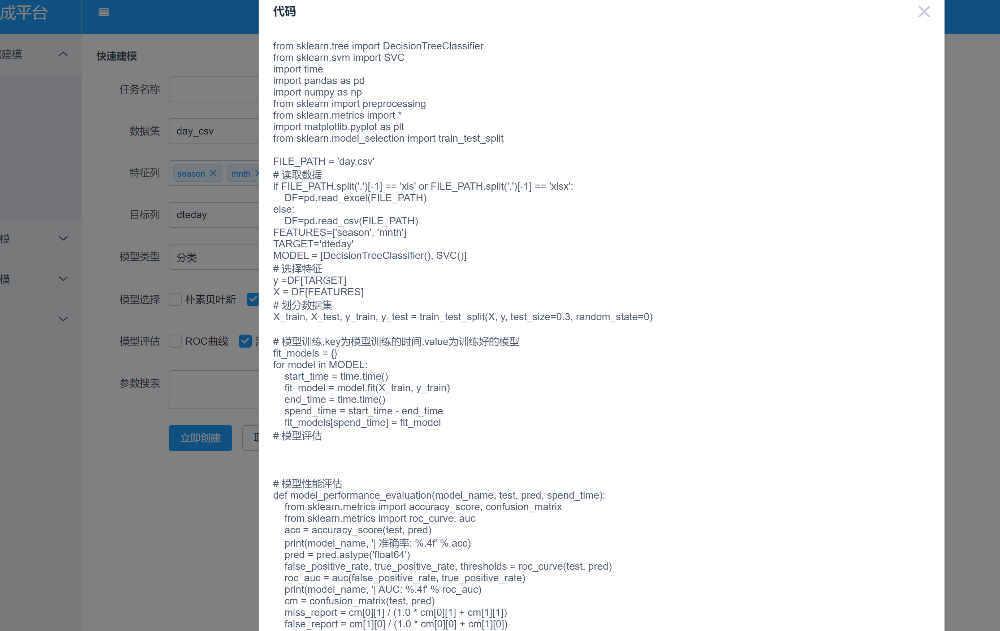 成平台
建模
模
模
快速建模
任务名称
数据集 day_csv
特征列 season mnth
目标列 dteday
模型类型 分类
模型选择 朴素贝叶斯
模型评估 ROC曲线
参数搜索
立即创建
代码
from sklearn.tree import DecisionTreeClassifier
from sklearn.svm import SVC
import time
import pandas as pd
import numpy as np
from sklearn import preprocessing
from sklearn.metrics import *
import matplotlib.pyplot as plt
from sklearn.model_selection import train_test_split
FILE_PATH = 'day.csv'
# 读取数据
if FILE_PATH.split('.')[-1] == 'xls' or FILE_PATH.split('.')[-1] == 'xlsx':
    DF=pd.read_excel(FILE_PATH)
else:
    DF=pd.read_csv(FILE_PATH)
FEATURES=['season', 'mnth']
TARGET='dteday'
MODEL = [DecisionTreeClassifier(), SVC()]
# 选择特征
y =DF[TARGET]
X = DF[FEATURES]
# 划分数据集
X_train, X_test, y_train, y_test = train_test_split(X, y, test_size=0.3, random_state=0)
# 模型训练,key为模型训练的时间,value为训练好的模型
fit_models = {}
for model in MODEL:
    start_time = time.time()
    fit_model = model.fit(X_train, y_train)
    end_time = time.time()
    spend_time = start_time - end_time
    fit_models[spend_time] = fit_model
# 模型评估
# 模型性能评估
def model_performance_evaluation(model_name, test, pred, spend_time):
    from sklearn.metrics import accuracy_score, confusion_matrix
    from sklearn.metrics import roc_curve, auc
    acc = accuracy_score(test, pred)
    print(model_name, '| 准确率: %.4f' % acc)
    pred = pred.astype('float64')
    false_positive_rate, true_positive_rate, thresholds = roc_curve(test, pred)
    roc_auc = auc(false_positive_rate, true_positive_rate)
    print(model_name, '| AUC: %.4f' % roc_auc)
    cm = confusion_matrix(test, pred)
    miss_report = cm[0][1] / (1.0 * cm[0][1] + cm[1][1])
    false_report = cm[1][0] / (1.0 * cm[0][0] + cm[1][0])